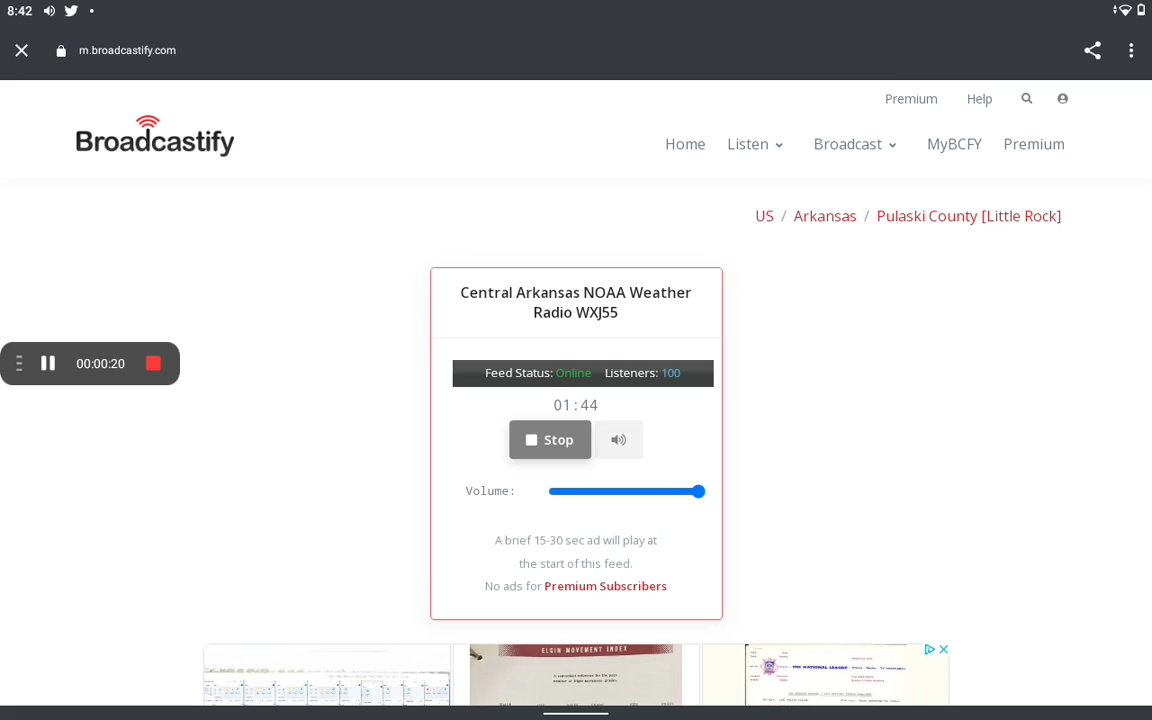 8:42
m.broadcastify.com
Premium Help
Broadcastify
Home Listen Broadcast MyBCFY Premium
US / Arkansas / Pulaski County [Little Rock]
Central Arkansas NOAA Weather
Radio WXJ55
00:00:20
Feed Status: Online Listeners: 100
01:44
Stop
Volume:
A brief 15-30 sec ad will play at
the start of this feed.
No ads for Premium Subscribers
ELGIN MOVEMENT INDEX